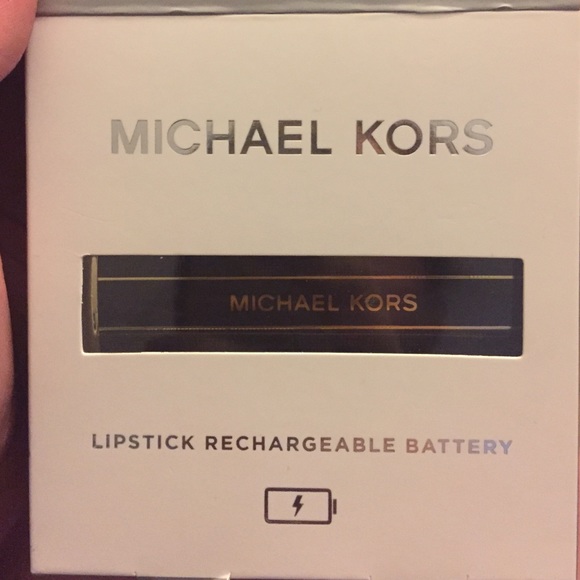 MICHAEL KORS
MICHAEL KORS
LIPSTICK RECHARGEABLE BATTERY